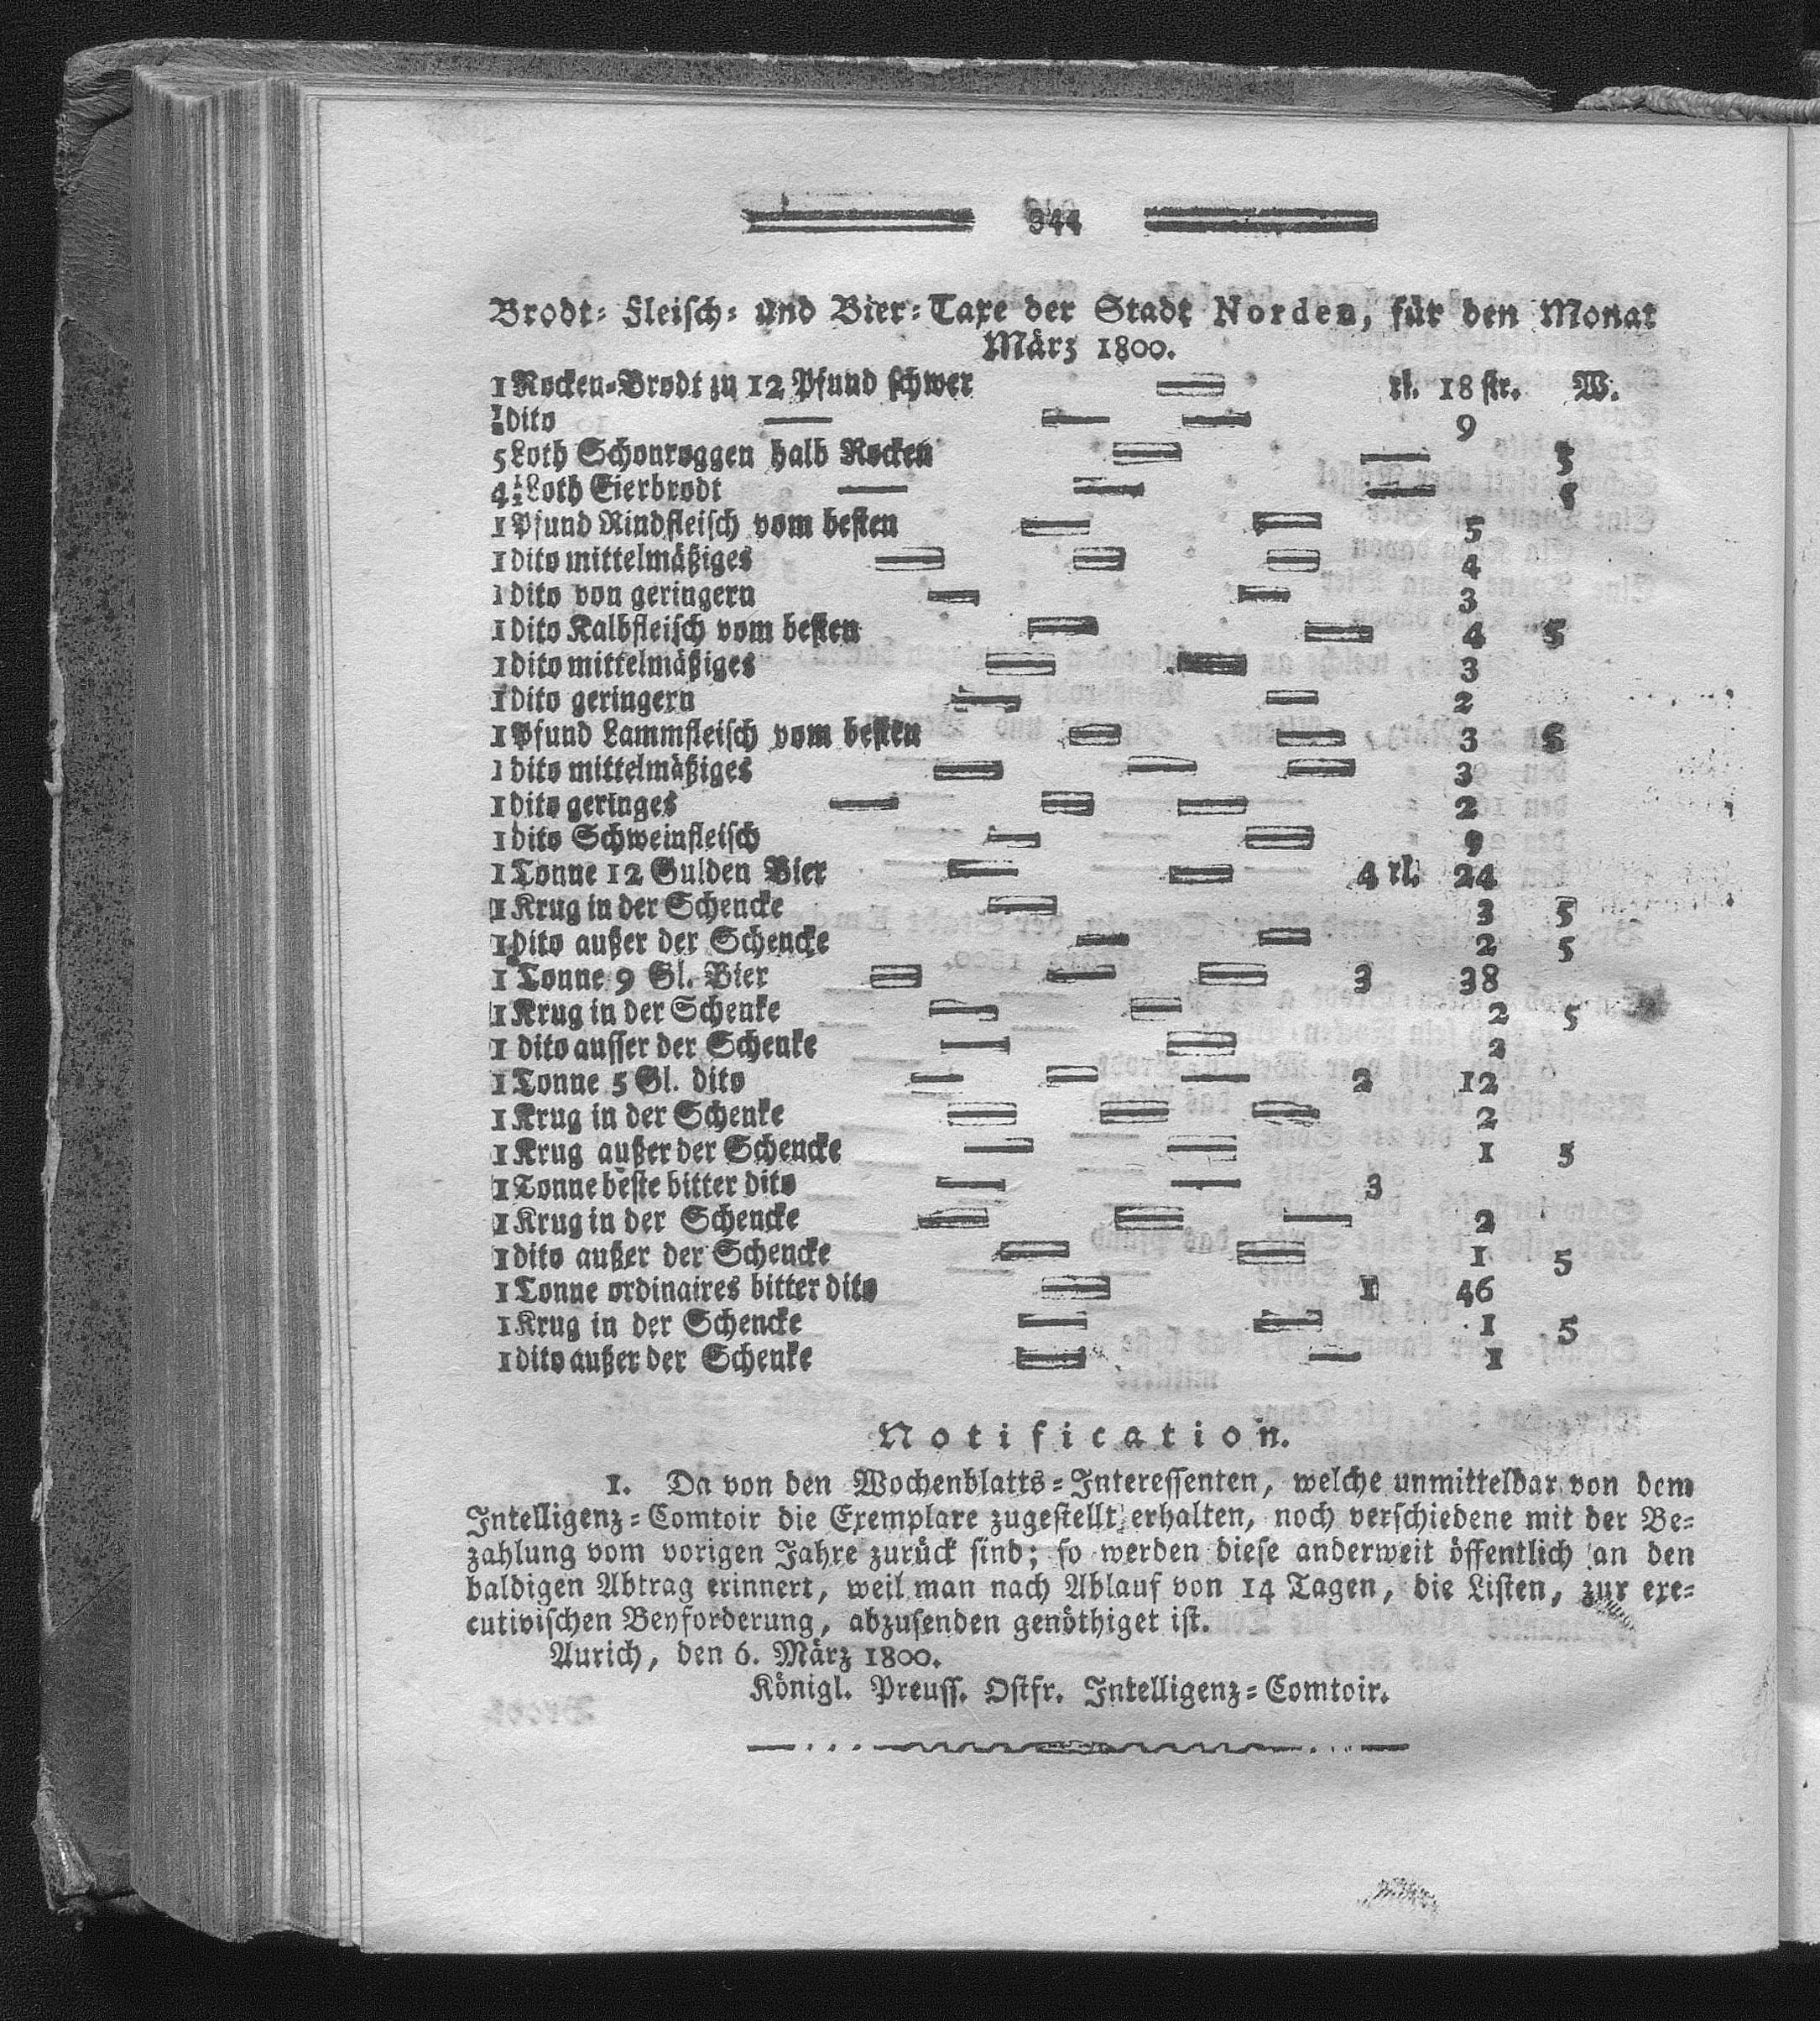 344
Brodt- Fleisch- und Bier-Taxe der Stadt Norden, für den Monat
März 1800.
1 Rocken-Brodt zu 12 Pfund schwer rl. 18 str. W.
½ dito 9
5 Loth Schonroggen halb Rocken 5
4½ Loth Eierbrodt 5
1 Pfund Rindfleisch vom besten 5
1 dito mittelmäßiges 4
1 dito von geringern 3
1 dito Kalbfleisch vom besten 4 5
1 dito mittelmäßiges 3
1 dito geringern 2
1 Pfund Lammfleisch vom besten 3 5
1 dito mittelmäßiges 3
1 dito geringes 2
1 dito Schweinfleisch 9
1 Tonne 12 Gulden Bier 4 rl. 24
1 Krug in der Schencke 3 5
1 dito außer der Schencke 2 5
1 Tonne 9 Gl. Bier 3 38
1 Krug in der Schenke 2 5
1 dito ausser der Schenke 2
1 Tonne 5 Gl. dito 2 12
1 Krug in der Schenke 2
1 Krug außer der Schencke 1 5
1 Tonne beste bitter dito 3
1 Krug in der Schencke 2
1 dito außer der Schencke 1 5
1 Tonne ordinaires bitter dito 1 46
1 Krug in der Schencke 1 5
1 dito außer der Schenke 1
Notification.
1. Da von den Wochenblatts-Interessenten, welche unmittelbar von dem
Intelligenz-Comtoir die Exemplare zugestellt erhalten, noch verschiedene mit der Be-
zahlung vom vorigen Jahre zurück sind; so werden diese anderweit öffentlich an den
baldigen Abtrag erinnert, weil man nach Ablauf von 14 Tagen, die Listen, zur exe-
cutivischen Beyforderung, abzusenden genöthiget ist.
Aurich, den 6. März 1800.
Königl. Preuss. Ostfr. Intelligenz-Comtoir.